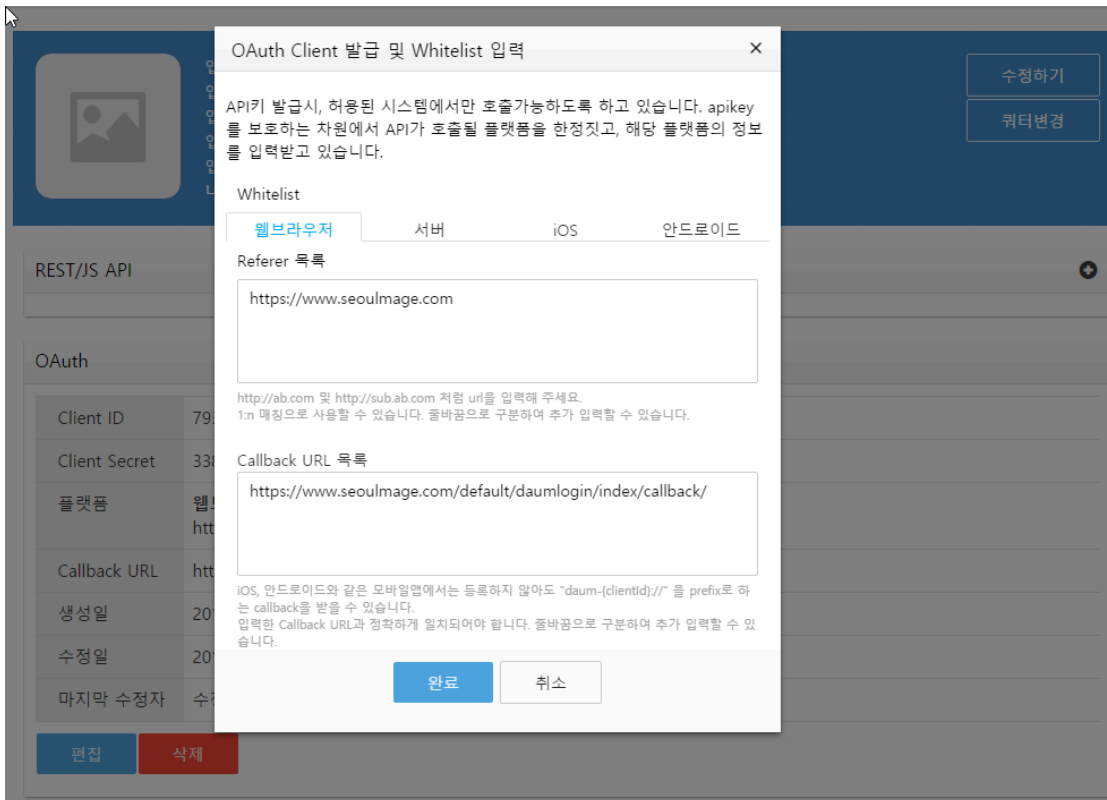 OAuth Client 발급 및 Whitelist 입력
수정하기
쿼터변경
API키 발급시, 허용된 시스템에서만 호출가능하도록 하고 있습니다. apikey
를 보호하는 차원에서 API가 호출될 플랫폼을 한정짓고, 해당 플랫폼의 정보
를 입력받고 있습니다.
Whitelist
웹브라우저 서버 iOS 안드로이드
REST/JS API
Referer 목록
https://www.seoulmage.com
http://ab.com 및 http://sub.ab.com 처럼 url을 입력해 주세요.
1:n 매칭으로 사용할 수 있습니다. 줄바꿈으로 구분하여 추가 입력할 수 있습니다.
Callback URL 목록
https://www.seoulmage.com/default/daumlogin/index/callback/
iOS, 안드로이드와 같은 모바일앱에서는 등록하지 않아도 "daum-{clientId}://" 을 prefix로 하
는 callback을 받을 수 있습니다.
입력한 Callback URL과 정확하게 일치되어야 합니다. 줄바꿈으로 구분하여 추가 입력할 수 있
습니다.
완료 취소
OAuth
Client ID
Client Secret
플랫폼
Callback URL
생성일
수정일
마지막 수정자
편집 삭제